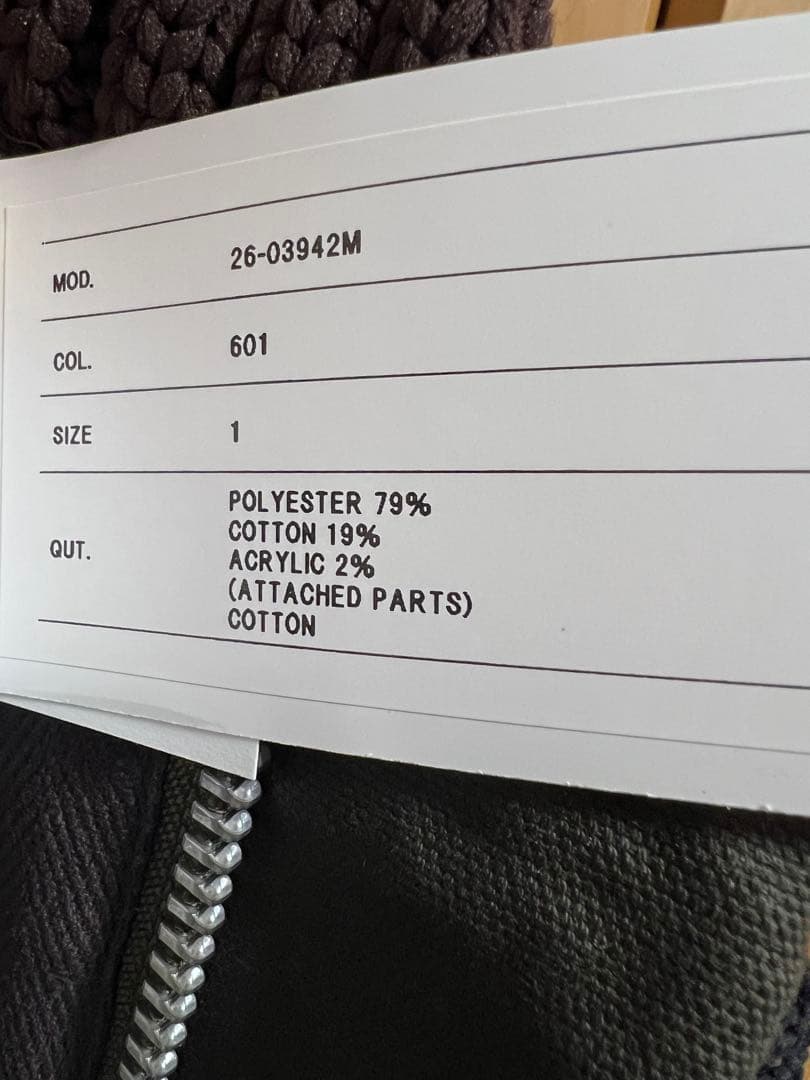 MOD. 26-03942M
COL. 601
SIZE 1
QUT. POLYESTER 79%
COTTON 19%
ACRYLIC 2%
(ATTACHED PARTS)
COTTON